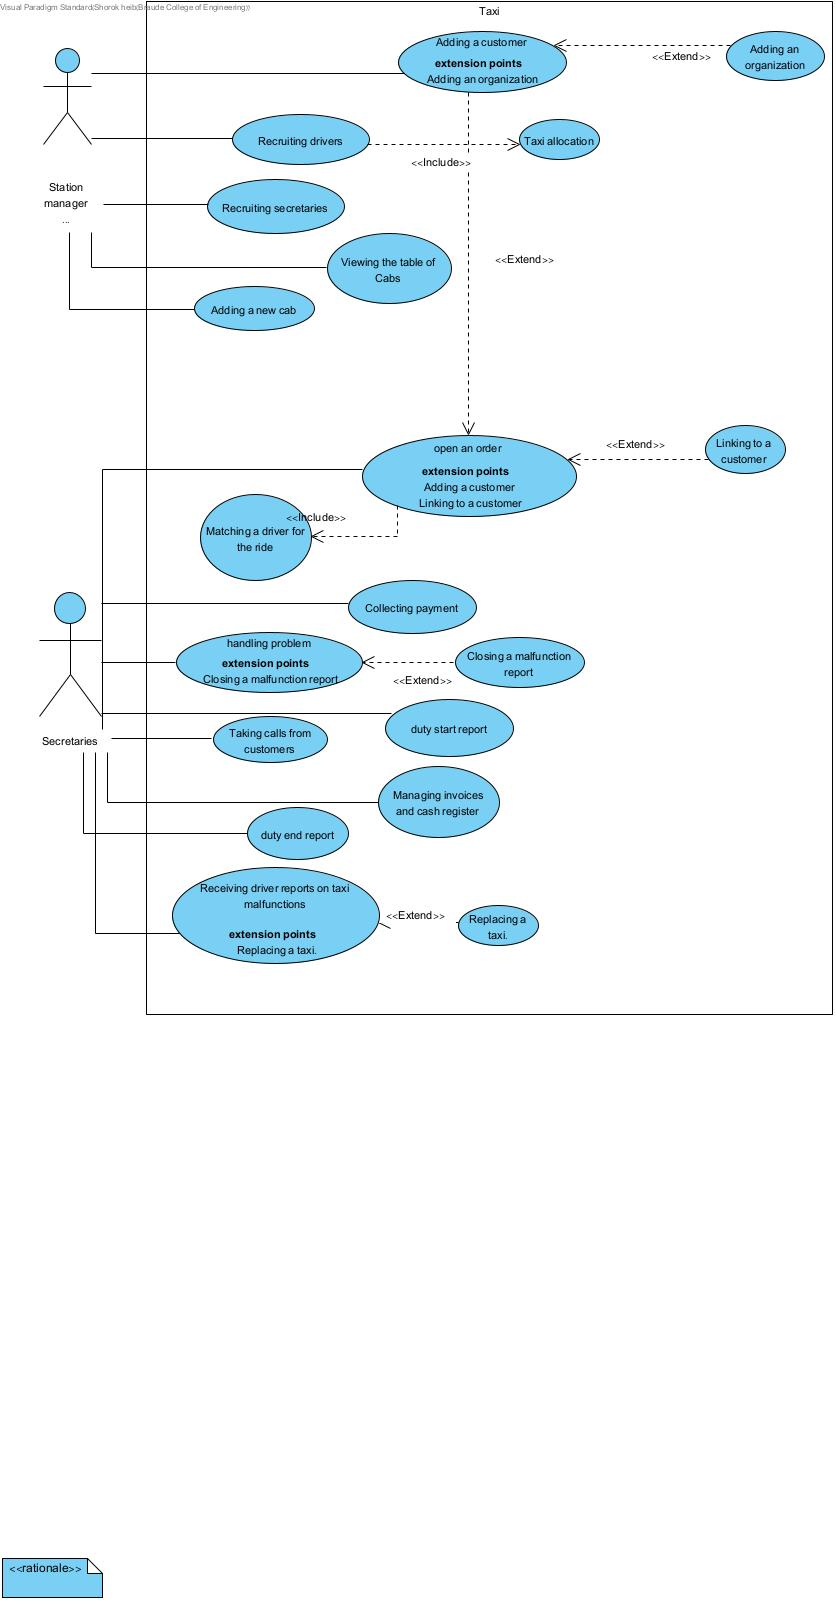 Visual Paradigm Standard(Shorok heib(Braude College of Engineering))
Taxi
Adding a customer
extension points
Adding an organization
<<Extend>>
Adding an
organization
Recruiting drivers
<<Include>>
Taxi allocation
Station
manager
...
Recruiting secretaries
Viewing the table of
Cabs
<<Extend>>
Adding a new cab
open an order
extension points
Adding a customer
Linking to a customer
<<Extend>>
Linking to a
customer
<<Include>>
Matching a driver for
the ride
Collecting payment
handling problem
extension points
Closing a malfunction report
<<Extend>>
Closing a malfunction
report
duty start report
Secretaries
Taking calls from
customers
Managing invoices
and cash register
duty end report
Receiving driver reports on taxi
malfunctions
extension points
Replacing a taxi.
<<Extend>>
Replacing a
taxi.
<<rationale>>